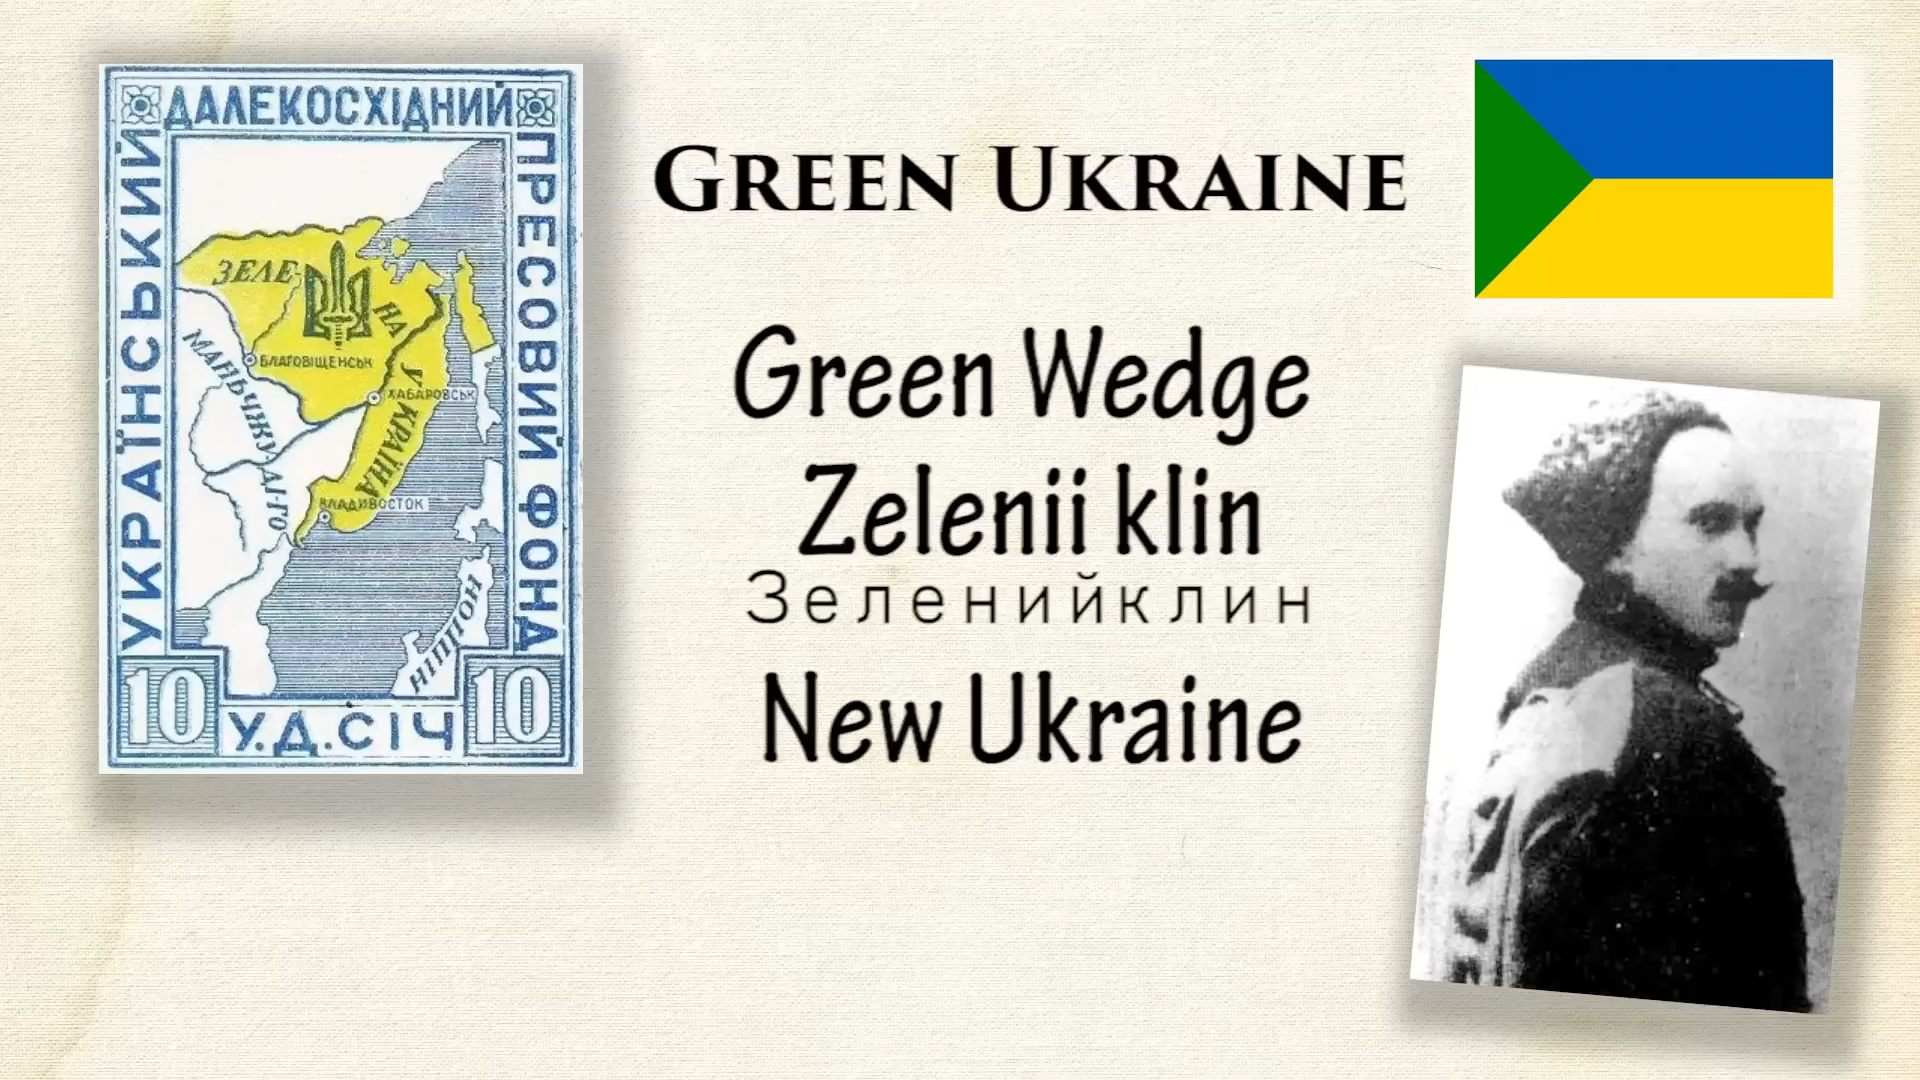 ДАЛЕКОСХІДНИЙ
УКРАЇНСЬКИЙ
ПРЕСОВИЙ ФОНД
ЗЕЛЕ-
НА
УКРАЇНА
БЛАГОВІЩЕНСЬК
ХАБАРОВСЬК
МАНЬЧЖУ-ДІ-ГО
ВЛАДИВОСТОК
НІППОН
10
10
У.Д.СІЧ
GREEN UKRAINE
Green Wedge
Zelenii klin
Зеленийклин
New Ukraine